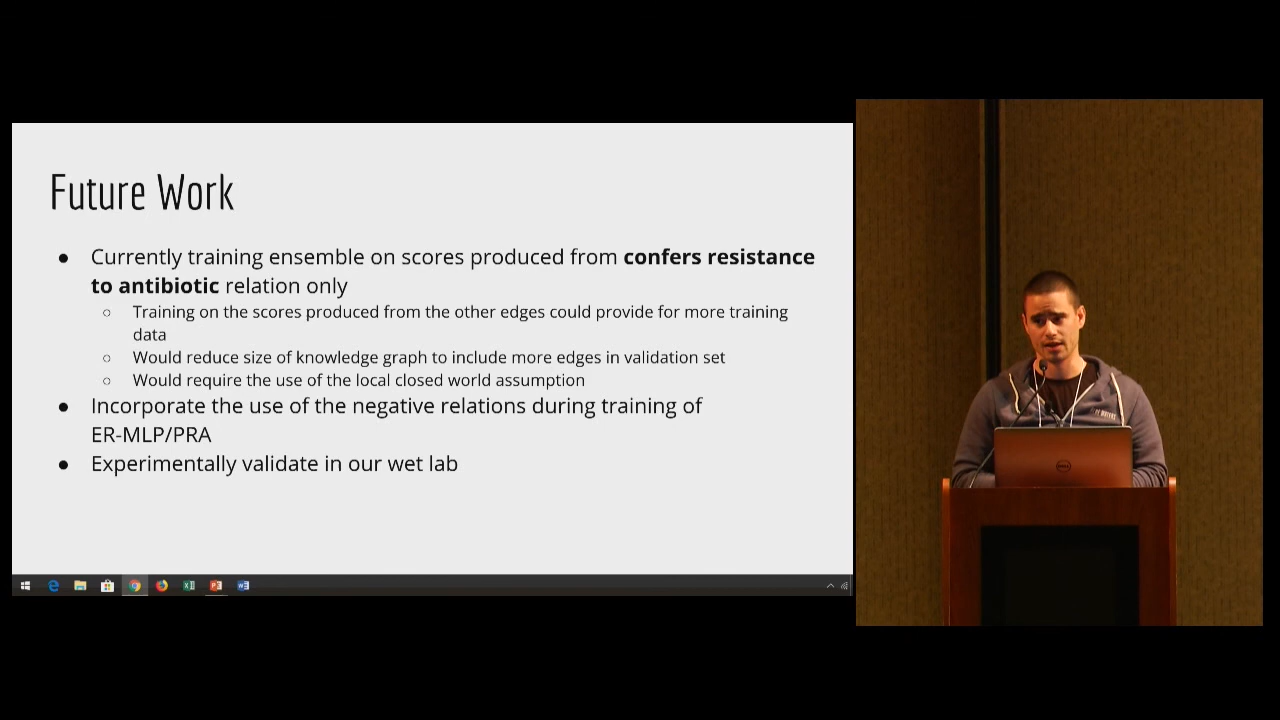 Future Work
● Currently training ensemble on scores produced from confers resistance
to antibiotic relation only
○ Training on the scores produced from the other edges could provide for more training
data
○ Would reduce size of knowledge graph to include more edges in validation set
○ Would require the use of the local closed world assumption
● Incorporate the use of the negative relations during training of
ER-MLP/PRA
● Experimentally validate in our wet lab
DELL